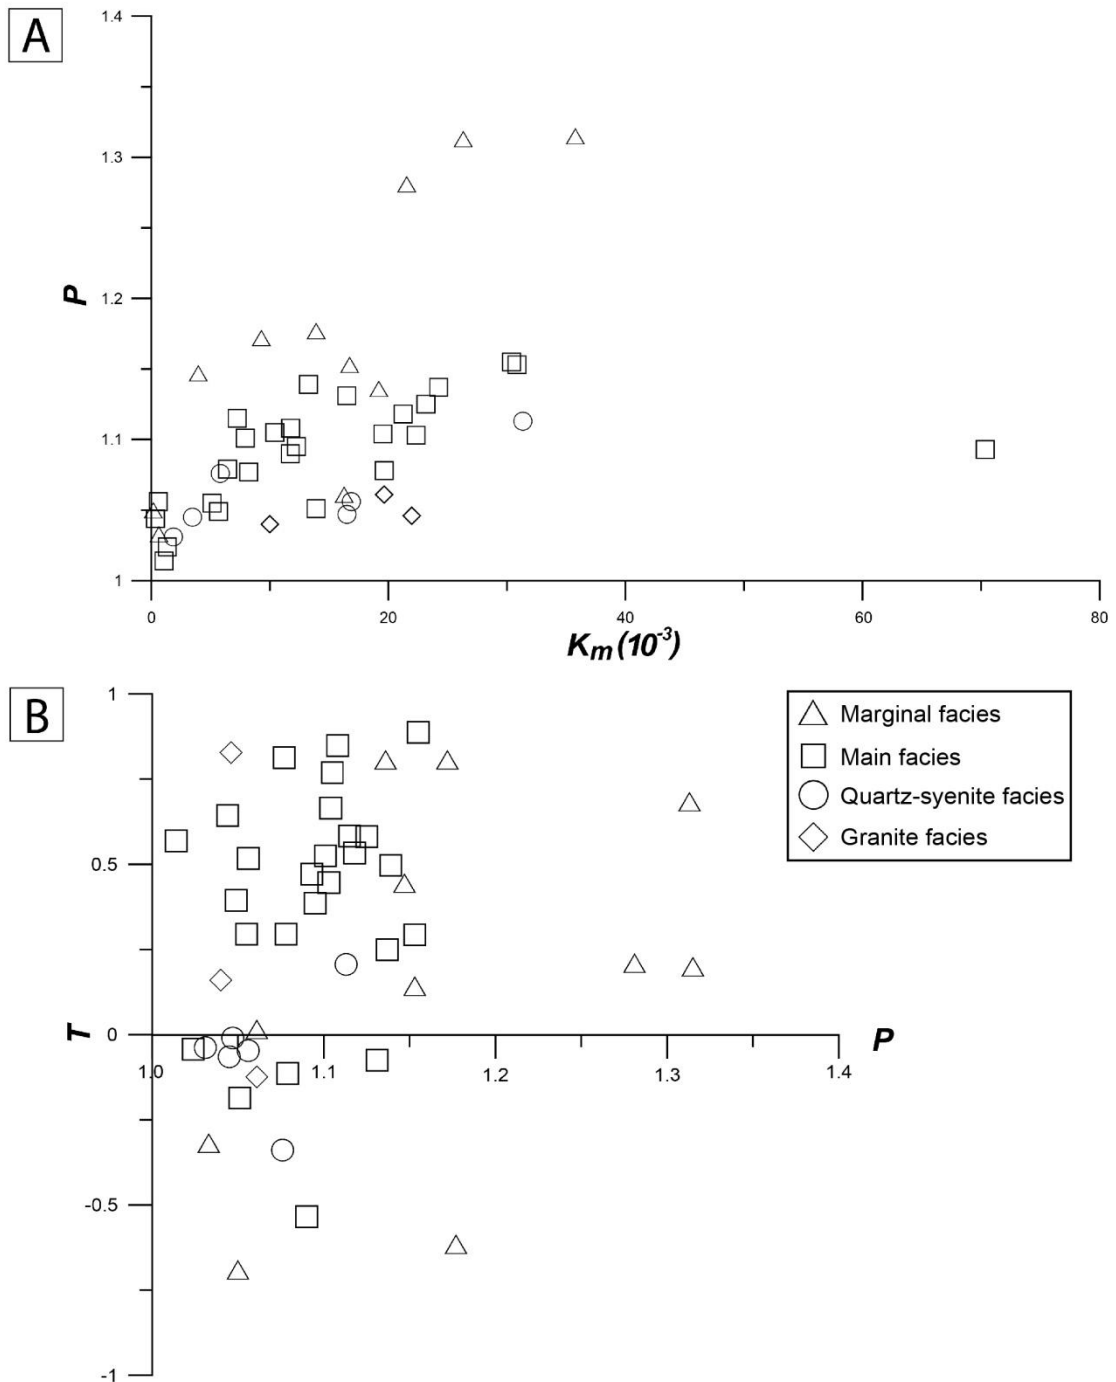 A
1.4
1.3
1.2
1.1
1
P
0
20
40
60
80
Km (10-3)
B
1
0.5
0
-0.5
-1
T
1.0
1.1
1.2
1.3
1.4
P
Marginal facies
Main facies
Quartz-syenite facies
Granite facies